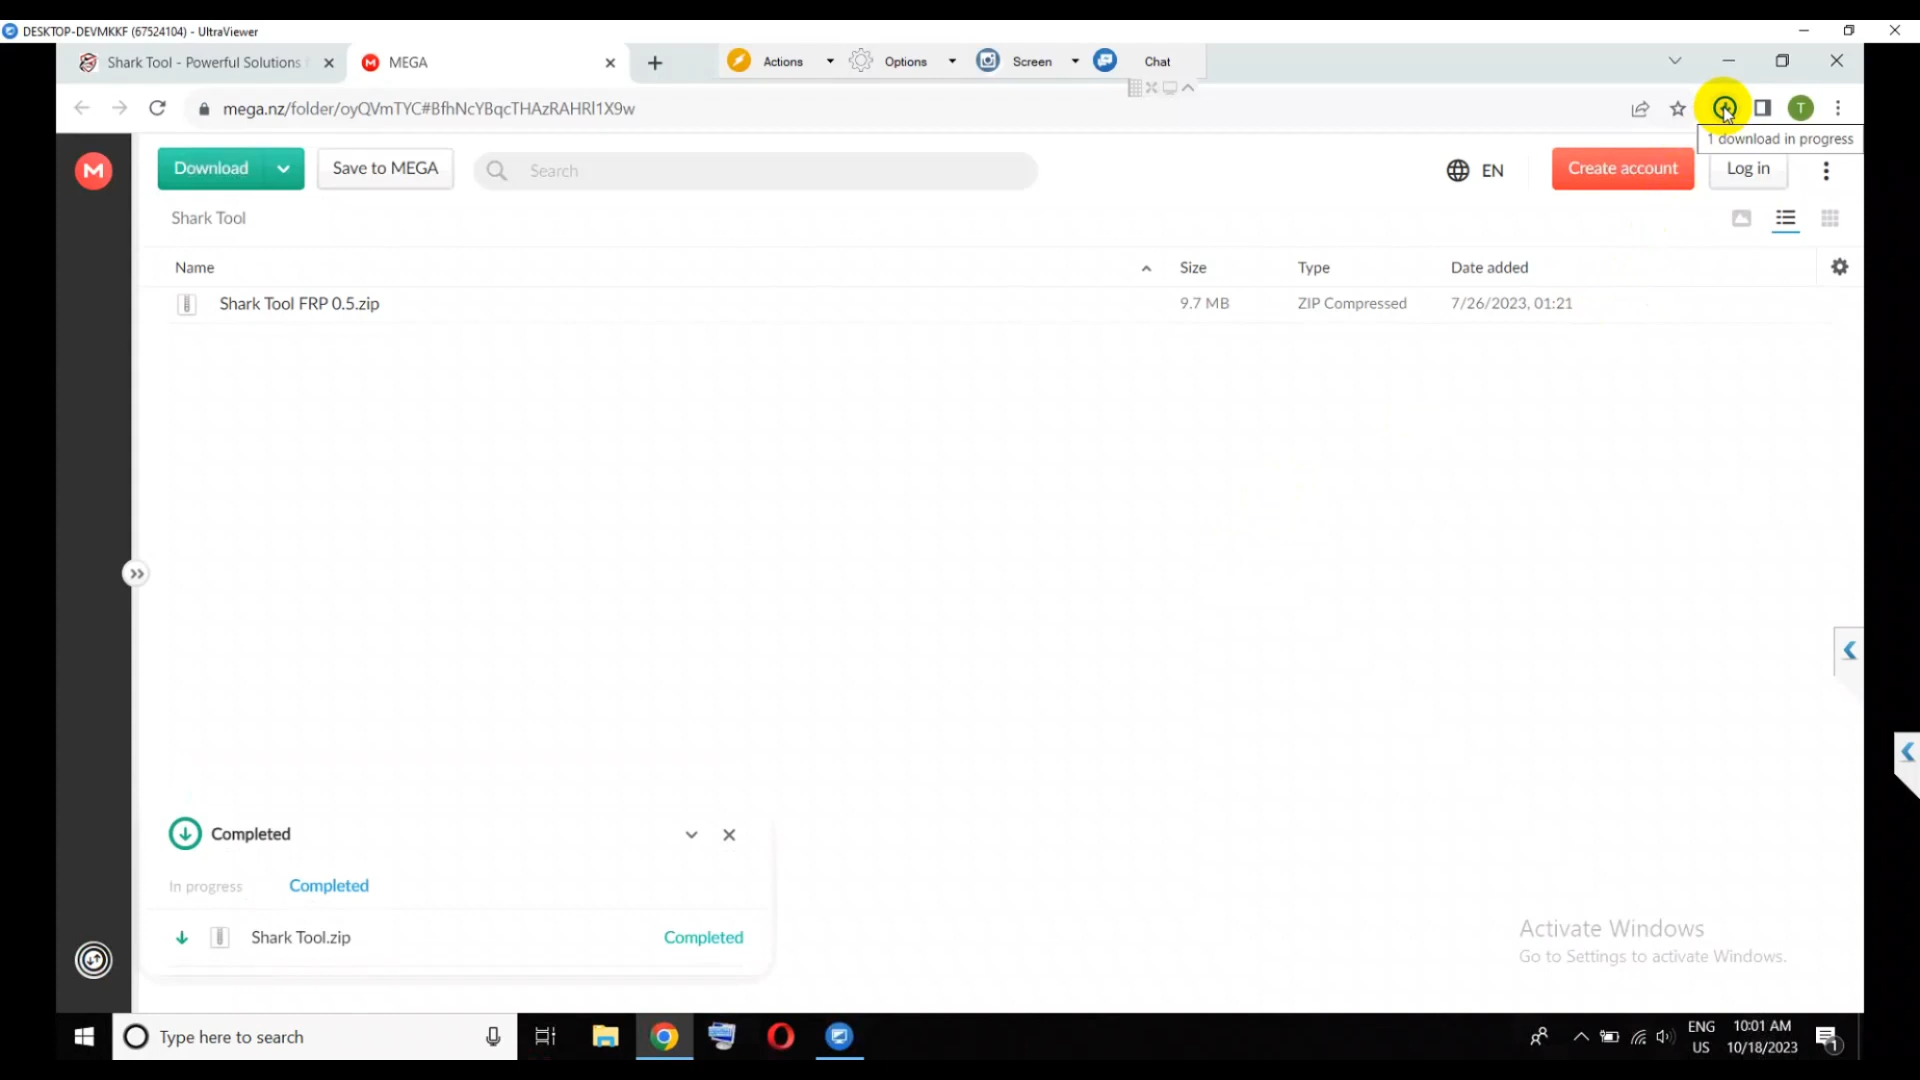 DESKTOP-DEVMKKF (67524104) - UltraViewer
Shark Tool - Powerful Solutions
MEGA
Actions
Options
Screen
Chat
mega.nz/folder/oyQVmTYC#BfhNcYBqcTHAzRAHRl1X9w
T
1 download in progress
M
Download
Save to MEGA
Search
EN
Create account
Log in
Shark Tool
Name
Size
Type
Date added
Shark Tool FRP 0.5.zip
9.7 MB
ZIP Compressed
7/26/2023, 01:21
Completed
In progress
Completed
Shark Tool.zip
Completed
Activate Windows
Go to Settings to activate Windows.
Type here to search
ENG
US
10:01 AM
10/18/2023
1